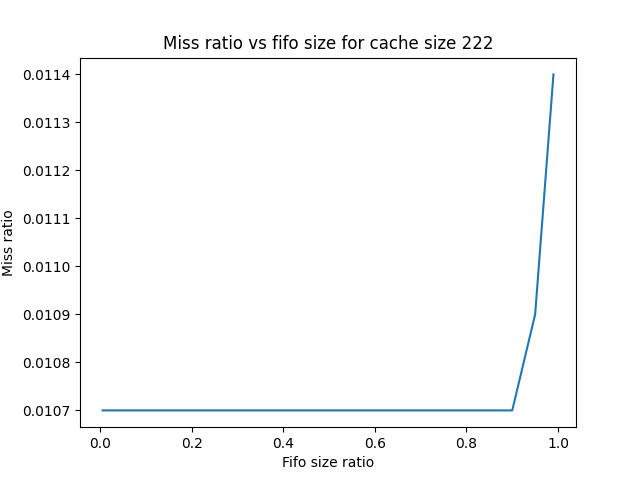 Miss ratio vs fifo size for cache size 222
0.0114
0.0113
0.0112
0.0111
0.0110
0.0109
0.0108
0.0107
Miss ratio
0.0 0.2 0.4 0.6 0.8 1.0
Fifo size ratio